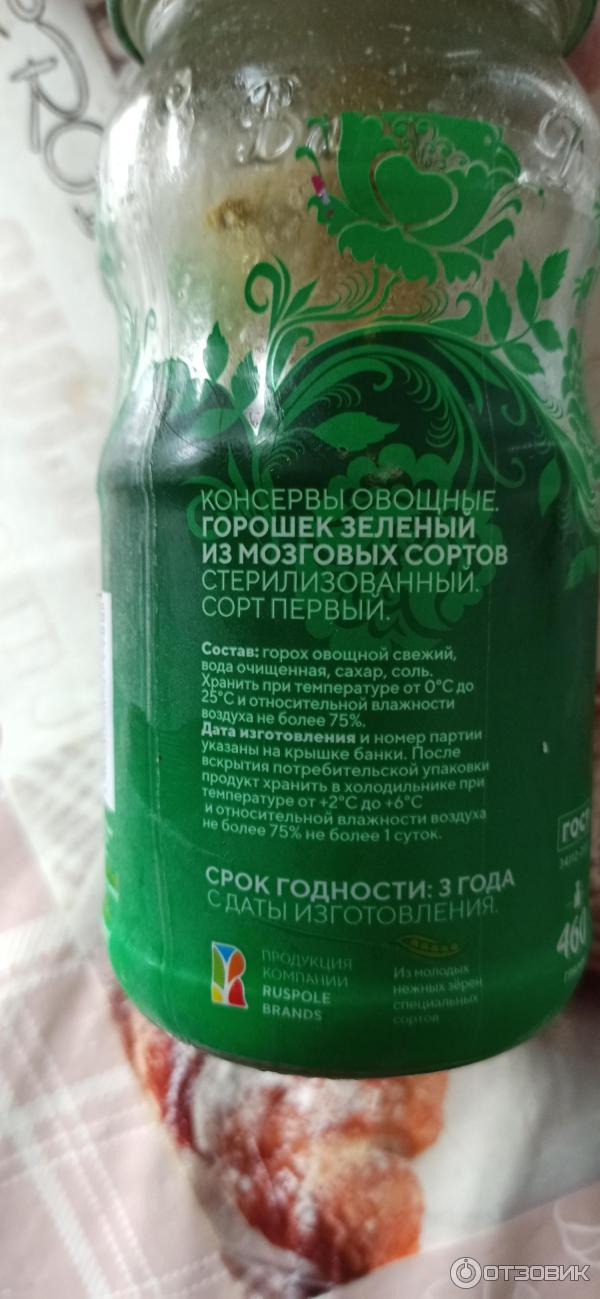 КОНСЕРВЫ ОВОЩНЫЕ.
ГОРОШЕК ЗЕЛЕНЫЙ
ИЗ МОЗГОВЫХ СОРТОВ
СТЕРИЛИЗОВАННЫЙ.
СОРТ ПЕРВЫЙ.
Состав: горох овощной свежий,
вода очищенная, сахар, соль.
Хранить при температуре от 0°С до
25°С и относительной влажности
воздуха не более 75%.
Дата изготовления и номер партии
указаны на крышке банки. После
вскрытия потребительской упаковки
продукт хранить в холодильнике при
температуре от +2°С до +6°С
и относительной влажности воздуха
не более 75% не более 1 суток.
ГОСТ
СРОК ГОДНОСТИ: 3 ГОДА
С ДАТЫ ИЗГОТОВЛЕНИЯ.
460
ПРОДУКЦИЯ
КОМПАНИИ
RUSPOLE
BRANDS
Из молодых
нежных зёрен
специальных
сортов
ОТЗОВИК